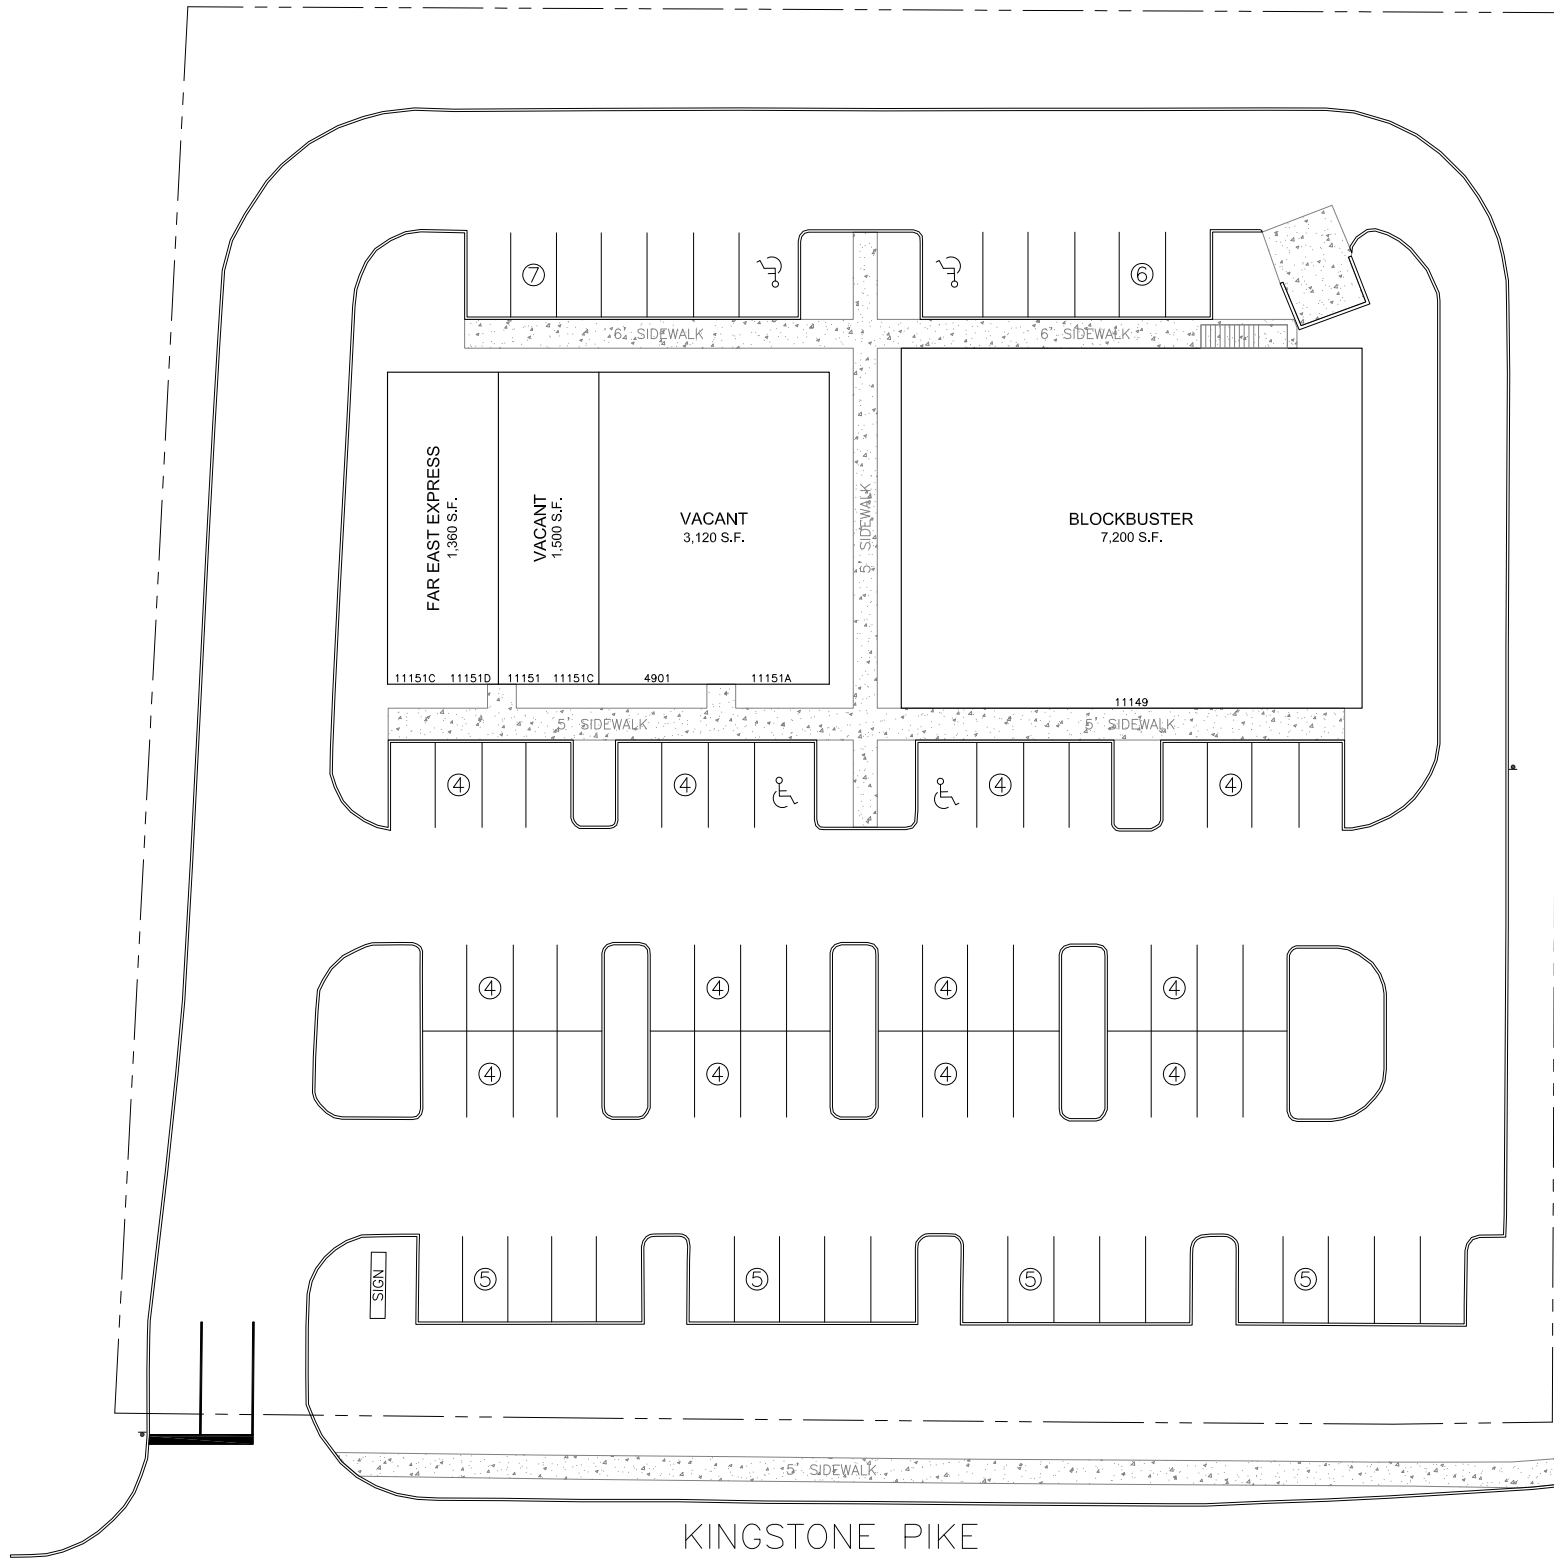 7
6
6' SIDEWALK
6' SIDEWALK
FAR EAST EXPRESS
1,360 S.F.
VACANT
1,500 S.F.
VACANT
3,120 S.F.
5' SIDEWALK
BLOCKBUSTER
7,200 S.F.
11151C 11151D 11151 11151C 4901 11151A
11149
5' SIDEWALK
5' SIDEWALK
4 4 4 4
4 4 4 4
4 4 4 4
SIGN
5 5 5 5
5' SIDEWALK
KINGSTONE PIKE